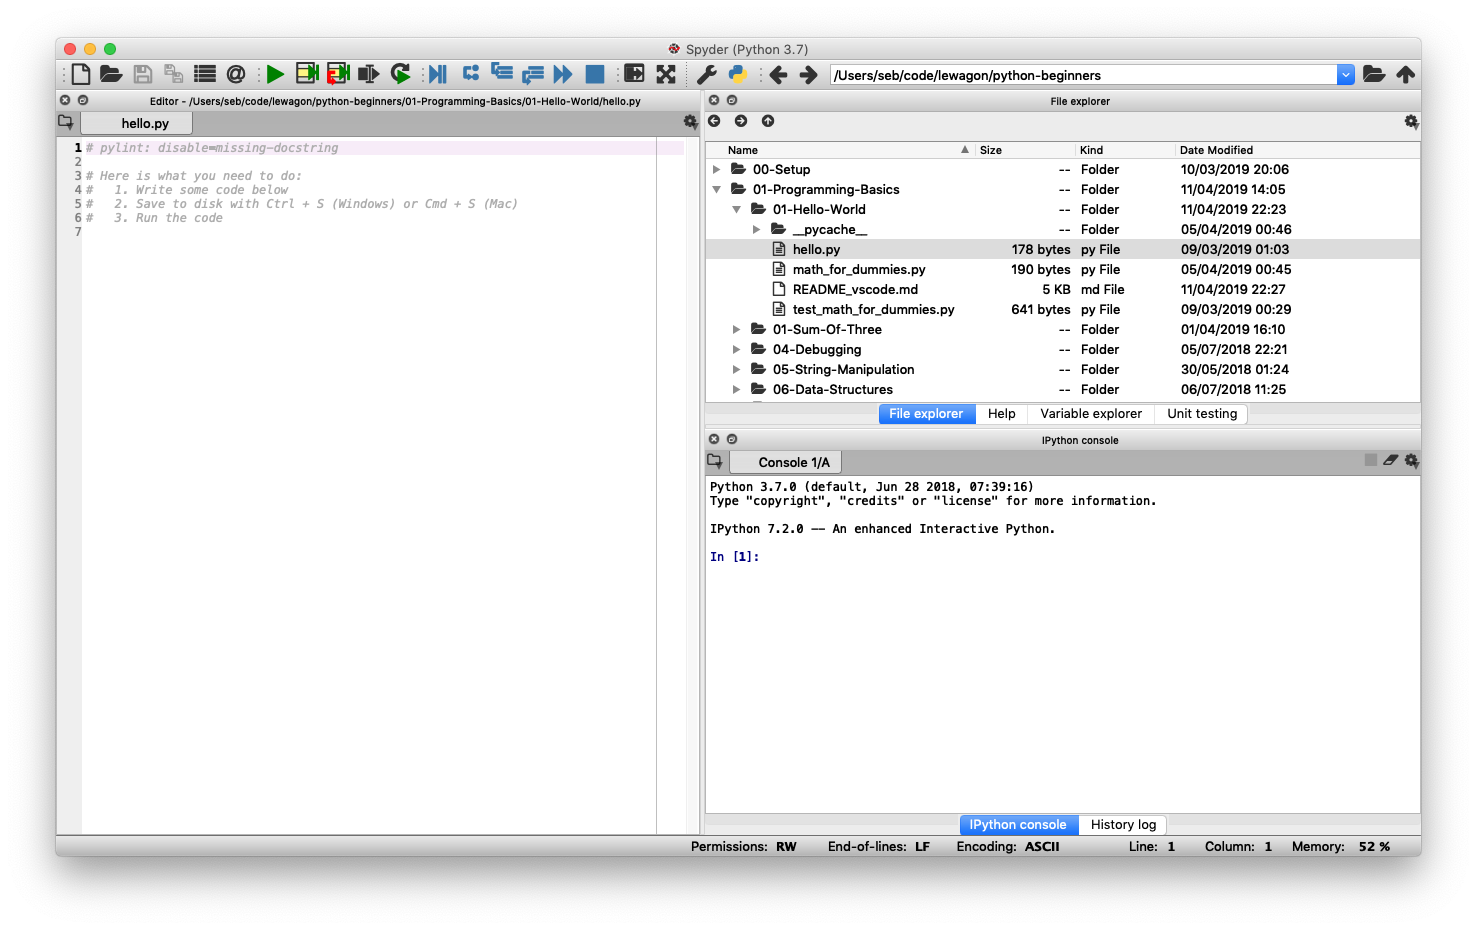 Spyder (Python 3.7)
/Users/seb/code/lewagon/python-beginners
Editor - /Users/seb/code/lewagon/python-beginners/01-Programming-Basics/01-Hello-World/hello.py
hello.py
1 # pylint: disable=missing-docstring
2
3 # Here is what you need to do:
4 #   1. Write some code below
5 #   2. Save to disk with Ctrl + S (Windows) or Cmd + S (Mac)
6 #   3. Run the code
7
File explorer
Name Size Kind Date Modified
00-Setup -- Folder 10/03/2019 20:06
01-Programming-Basics -- Folder 11/04/2019 14:05
01-Hello-World -- Folder 11/04/2019 22:23
__pycache__ -- Folder 05/04/2019 00:46
hello.py 178 bytes py File 09/03/2019 01:03
math_for_dummies.py 190 bytes py File 05/04/2019 00:45
README_vscode.md 5 KB md File 11/04/2019 22:27
test_math_for_dummies.py 641 bytes py File 09/03/2019 00:29
01-Sum-Of-Three -- Folder 01/04/2019 16:10
04-Debugging -- Folder 05/07/2018 22:21
05-String-Manipulation -- Folder 30/05/2018 01:24
06-Data-Structures -- Folder 06/07/2018 11:25
File explorer Help Variable explorer Unit testing
IPython console
Console 1/A
Python 3.7.0 (default, Jun 28 2018, 07:39:16)
Type "copyright", "credits" or "license" for more information.
IPython 7.2.0 -- An enhanced Interactive Python.
In [1]:
IPython console History log
Permissions: RW End-of-lines: LF Encoding: ASCII Line: 1 Column: 1 Memory: 52 %